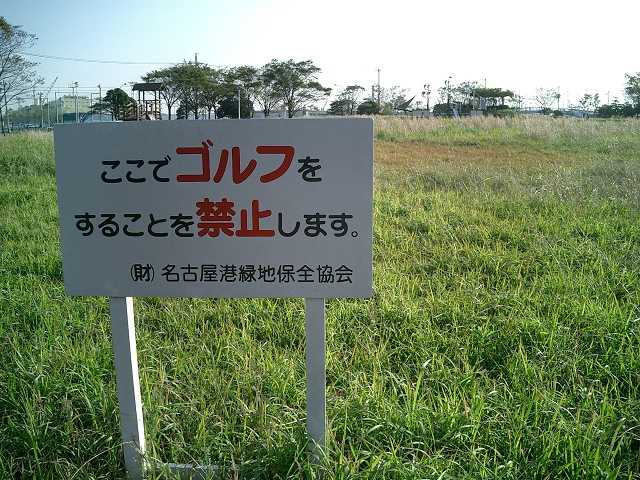 ここでゴルフを
することを禁止します。
(財)名古屋港緑地保全協会